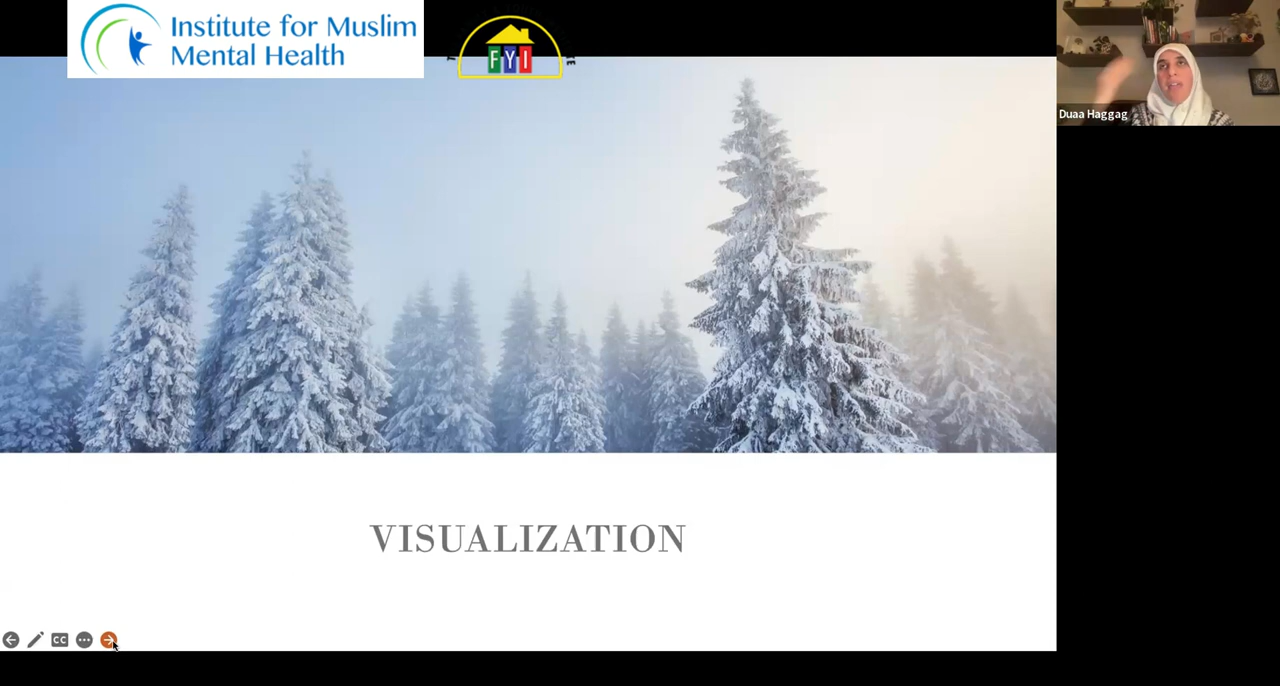 Institute for Muslim
Mental Health
FYI
Duaa Haggag
VISUALIZATION
CC